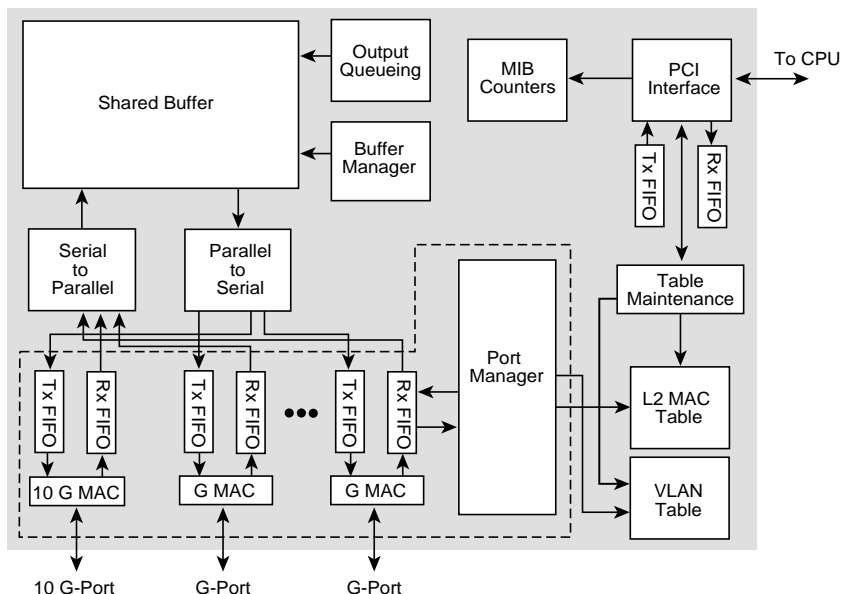 Shared Buffer
Output
Queueing
Buffer
Manager
MIB
Counters
PCI
Interface
To CPU
Tx FIFO
Rx FIFO
Serial
to
Parallel
Parallel
to
Serial
Table
Maintenance
Port
Manager
L2 MAC
Table
VLAN
Table
Tx FIFO
Rx FIFO
Tx FIFO
Rx FIFO
Tx FIFO
Rx FIFO
10 G MAC
G MAC
G MAC
10 G-Port
G-Port
G-Port